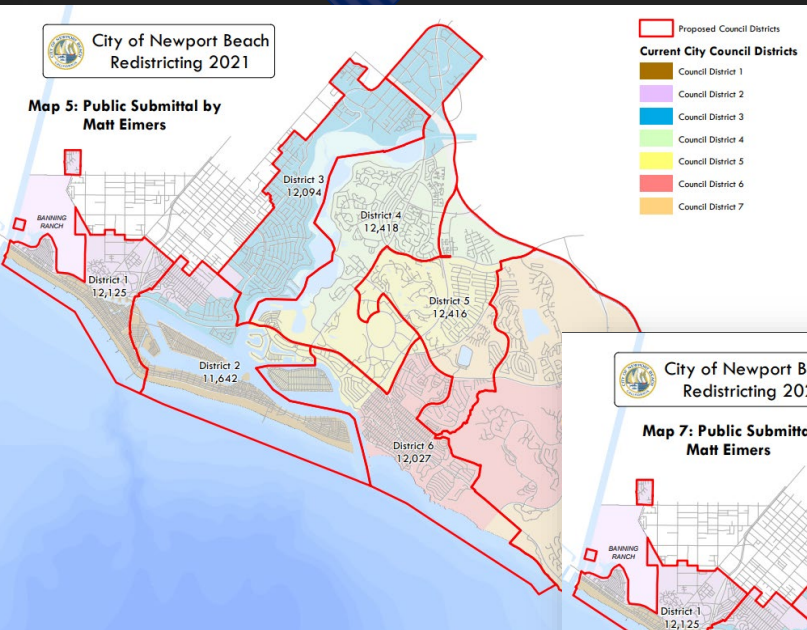 City of Newport Beach
Redistricting 2021
Map 5: Public Submittal by
Matt Eimers
Proposed Council Districts
Current City Council Districts
Council District 1
Council District 2
Council District 3
Council District 4
Council District 5
Council District 6
Council District 7
BANNING
RANCH
District 3
12,094
District 4
12,418
District 1
12,125
District 5
12,416
District 2
11,642
District 6
12,027
City of Newport B
Redistricting 20
Map 7: Public Submitta
Matt Eimers
BANNING
RANCH
District 1
12,125